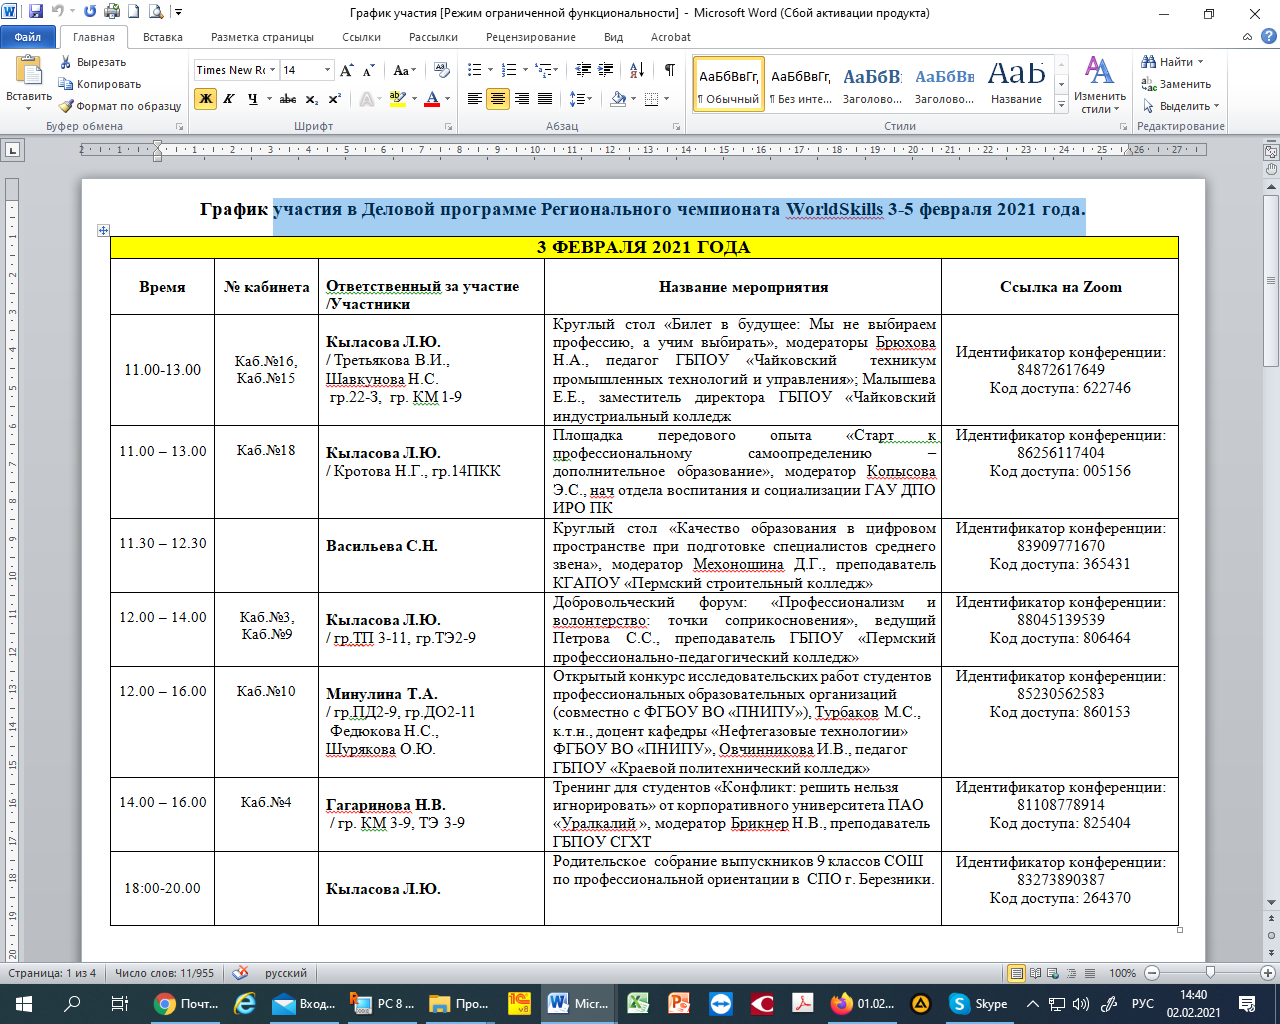 График участия [Режим ограниченной функциональности] - Microsoft Word (Сбой активации продукта)
Файл
Главная
Вставка
Разметка страницы
Ссылки
Рассылки
Рецензирование
Вид
Acrobat
Вставить
Вырезать
Копировать
Формат по образцу
Буфер обмена
Times New Rc
14
Шрифт
Абзац
АаБбВвГг,
¶ Обычный
АаБбВвГг,
¶ Без инте...
АаБбВ
Заголово...
АаБбВв
Заголово...
АаБ
Название
Изменить
стили
Стили
Найти
Заменить
Выделить
Редактирование
График участия в Деловой программе Регионального чемпионата WorldSkills 3-5 февраля 2021 года.
3 ФЕВРАЛЯ 2021 ГОДА
Время
№ кабинета
Ответственный за участие
/Участники
Название мероприятия
Ссылка на Zoom
11.00-13.00
Каб.№16,
Каб.№15
Кыласова Л.Ю.
/ Третьякова В.И.,
Шавкунова Н.С.
гр.22-З, гр. КМ 1-9
Круглый стол «Билет в будущее: Мы не выбираем
профессию, а учим выбирать», модераторы Брюхова
Н.А., педагог ГБПОУ «Чайковский техникум
промышленных технологий и управления»; Малышева
Е.Е., заместитель директора ГБПОУ «Чайковский
индустриальный колледж
Идентификатор конференции:
84872617649
Код доступа: 622746
11.00 – 13.00
Каб.№18
Кыласова Л.Ю.
/ Кротова Н.Г., гр.14ПКК
Площадка передового опыта «Старт к
профессиональному самоопределению –
дополнительное образование», модератор Копысова
Э.С., нач отдела воспитания и социализации ГАУ ДПО
ИРО ПК
Идентификатор конференции:
86256117404
Код доступа: 005156
11.30 – 12.30
Васильева С.Н.
Круглый стол «Качество образования в цифровом
пространстве при подготовке специалистов среднего
звена», модератор Мехоношина Д.Г., преподаватель
КГАПОУ «Пермский строительный колледж»
Идентификатор конференции:
83909771670
Код доступа: 365431
12.00 – 14.00
Каб.№3,
Каб.№9
Кыласова Л.Ю.
/ гр.ТП 3-11, гр.ТЭ2-9
Добровольческий форум: «Профессионализм и
волонтерство: точки соприкосновения», ведущий
Петрова С.С., преподаватель ГБПОУ «Пермский
профессионально-педагогический колледж»
Идентификатор конференции:
88045139539
Код доступа: 806464
12.00 – 16.00
Каб.№10
Минулина Т.А.
/ гр.ПД2-9, гр.ДО2-11
Федюкова Н.С.,
Шурякова О.Ю.
Открытый конкурс исследовательских работ студентов
профессиональных образовательных организаций
(совместно с ФГБОУ ВО «ПНИПУ»), Турбаков М.С.,
к.т.н., доцент кафедры «Нефтегазовые технологии»
ФГБОУ ВО «ПНИПУ», Овчинникова И.В., педагог
ГБПОУ «Краевой политехнический колледж»
Идентификатор конференции:
85230562583
Код доступа: 860153
14.00 – 16.00
Каб.№4
Гагаринова Н.В.
/ гр. КМ 3-9, ТЭ 3-9
Тренинг для студентов «Конфликт: решить нельзя
игнорировать» от корпоративного университета ПАО
«Уралкалий », модератор Брикнер Н.В., преподаватель
ГБПОУ СГХТ
Идентификатор конференции:
81108778914
Код доступа: 825404
18:00-20.00
Кыласова Л.Ю.
Родительское собрание выпускников 9 классов СОШ
по профессиональной ориентации в СПО г. Березники.
Идентификатор конференции:
83273890387
Код доступа: 264370
Страница: 1 из 4
Число слов: 11/955
русский
100%
Почт...
Вход...
PC 8 ...
Про...
Micr...
01.02...
Skype
РУС
14:40
02.02.2021